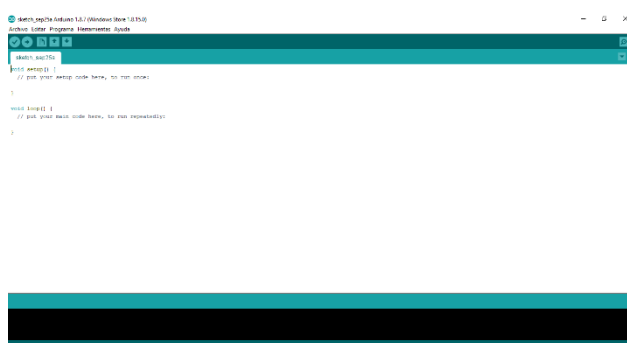 sketch_sep25a Arduino 1.8.7 (Windows Store 1.8.15.0)
Archivo Editar Programa Herramientas Ayuda
sketch_sep25a
void setup() {
// put your setup code here, to run once:
}
void loop() {
// put your main code here, to run repeatedly:
}